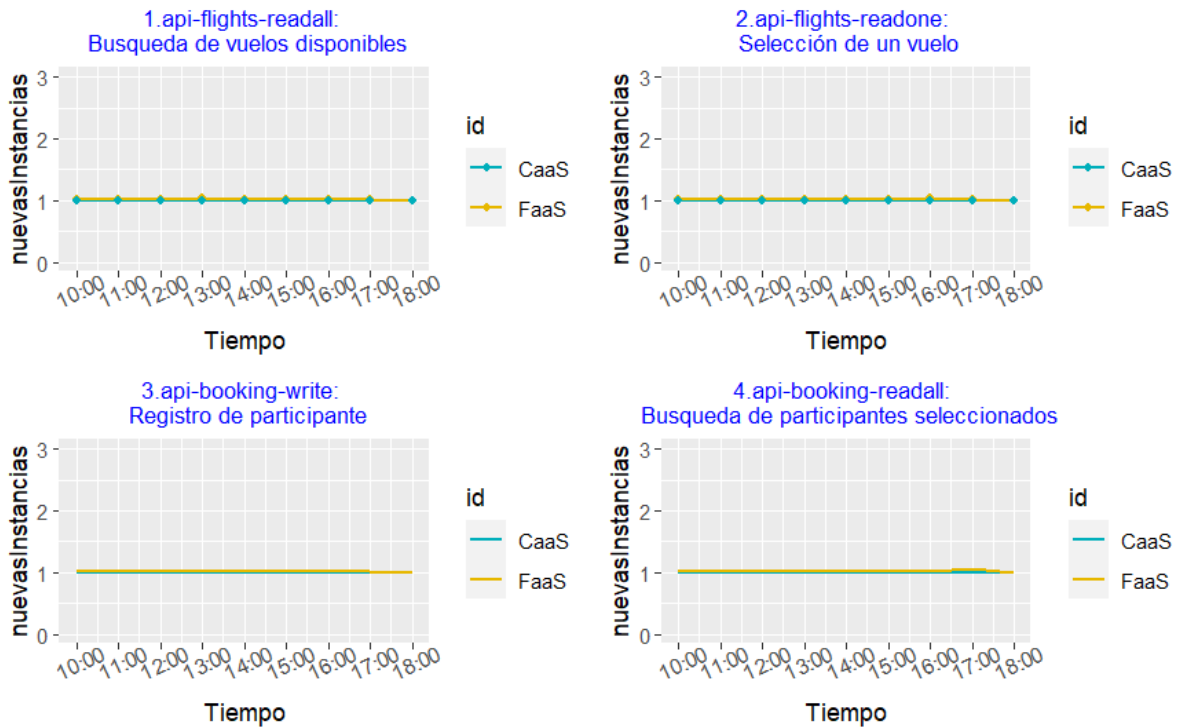 1.api-flights-readall:
Busqueda de vuelos disponibles
nuevasInstancias
3
2
1
0
10:00 11:00 12:00 13:00 14:00 15:00 16:00 17:00 18:00
Tiempo
id
CaaS
FaaS
2.api-flights-readone:
Selección de un vuelo
nuevasInstancias
3
2
1
0
10:00 11:00 12:00 13:00 14:00 15:00 16:00 17:00 18:00
Tiempo
id
CaaS
FaaS
3.api-booking-write:
Registro de participante
nuevasInstancias
3
2
1
0
10:00 11:00 12:00 13:00 14:00 15:00 16:00 17:00 18:00
Tiempo
id
CaaS
FaaS
4.api-booking-readall:
Busqueda de participantes seleccionados
nuevasInstancias
3
2
1
0
10:00 11:00 12:00 13:00 14:00 15:00 16:00 17:00 18:00
Tiempo
id
CaaS
FaaS